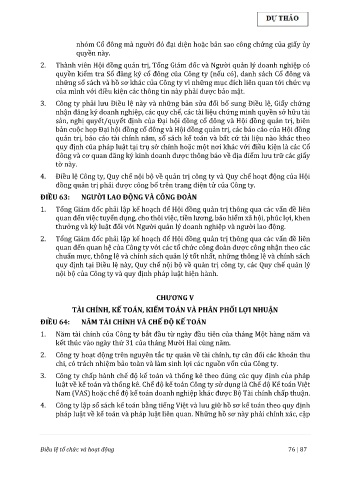 DỰ THẢO
nhóm Cổ đông mà người đó đại diện hoặc bản sao công chứng của giấy ủy
quyền này.
2. Thành viên Hội đồng quản trị, Tổng Giám đốc và Người quản lý doanh nghiệp có
quyền kiểm tra Sổ đăng ký cổ đông của Công ty (nếu có), danh sách Cổ đông và
những sổ sách và hồ sơ khác của Công ty vì những mục đích liên quan tới chức vụ
của mình với điều kiện các thông tin này phải được bảo mật.
3. Công ty phải lưu Điều lệ này và những bản sửa đổi bổ sung Điều lệ, Giấy chứng
nhận đăng ký doanh nghiệp, các quy chế, các tài liệu chứng minh quyền sở hữu tài
sản, nghị quyết/quyết định của Đại hội đồng cổ đông và Hội đồng quản trị, biên
bản cuộc họp Đại hội đồng cổ đông và Hội đồng quản trị, các báo cáo của Hội đồng
quản trị, báo cáo tài chính năm, sổ sách kế toán và bất cứ tài liệu nào khác theo
quy định của pháp luật tại trụ sở chính hoặc một nơi khác với điều kiện là các Cổ
đông và cơ quan đăng ký kinh doanh được thông báo về địa điểm lưu trữ các giấy
tờ này.
4. Điều lệ Công ty, Quy chế nội bộ về quản trị công ty và Quy chế hoạt động của Hội
đồng quản trị phải được công bố trên trang điện tử của Công ty.
ĐIỀU 63: NGƯỜI LAO ĐỘNG VÀ CÔNG ĐOÀN
1. Tổng Giám đốc phải lập kế hoạch để Hội đồng quản trị thông qua các vấn đề liên
quan đến việc tuyển dụng, cho thôi việc, tiền lương, bảo hiểm xã hội, phúc lợi, khen
thưởng và kỷ luật đối với Người quản lý doanh nghiệp và người lao động.
2. Tổng Giám đốc phải lập kế hoạch để Hội đồng quản trị thông qua các vấn đề liên
quan đến quan hệ của Công ty với các tổ chức công đoàn được công nhận theo các
chuẩn mực, thông lệ và chính sách quản lý tốt nhất, những thông lệ và chính sách
quy định tại Điều lệ này, Quy chế nội bộ về quản trị công ty, các Quy chế quản lý
nội bộ của Công ty và quy định pháp luật hiện hành.
CHƯƠNG V
TÀI CHÍNH, KẾ TOÁN, KIỂM TOÁN VÀ PHÂN PHỐI LỢI NHUẬN
ĐIỀU 64: NĂM TÀI CHÍNH VÀ CHẾ ĐỘ KẾ TOÁN
1. Năm tài chính của Công ty bắt đầu từ ngày đầu tiên của tháng Một hàng năm và
kết thúc vào ngày thứ 31 của tháng Mười Hai cùng năm.
2. Công ty hoạt động trên nguyên tắc tự quản về tài chính, tự cân đối các khoản thu
chi, có trách nhiệm bảo toàn và làm sinh lợi các nguồn vốn của Công ty.
3. Công ty chấp hành chế độ kế toán và thống kê theo đúng các quy định của pháp
luật về kế toán và thống kê. Chế độ kế toán Công ty sử dụng là Chế độ Kế toán Việt
Nam (VAS) hoặc chế độ kế toán doanh nghiệp khác được Bộ Tài chính chấp thuận.
4. Công ty lập sổ sách kế toán bằng tiếng Việt và lưu giữ hồ sơ kế toán theo quy định
pháp luật về kế toán và pháp luật liên quan. Những hồ sơ này phải chính xác, cập
Điều lệ tổ chức và hoạt động 76 | 87